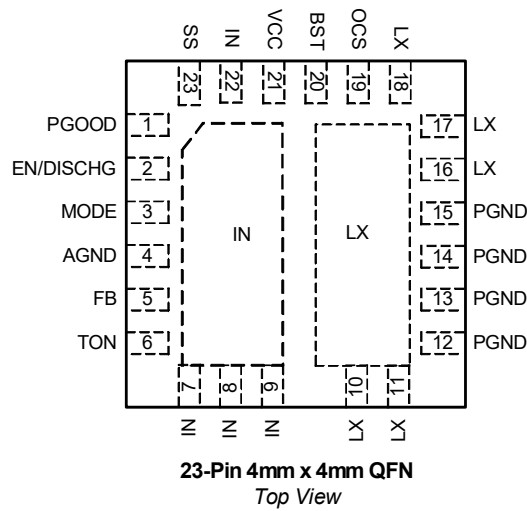 SS IN VCC BST OCS LX
23 22 21 20 19 18
PGOOD 1
17 LX
EN/DISCHG 2
16 LX
MODE 3
15 PGND
AGND 4
IN
LX
14 PGND
FB 5
13 PGND
TON 6
12 PGND
7 8 9 10 11
IN IN IN LX LX
23-Pin 4mm x 4mm QFN
Top View